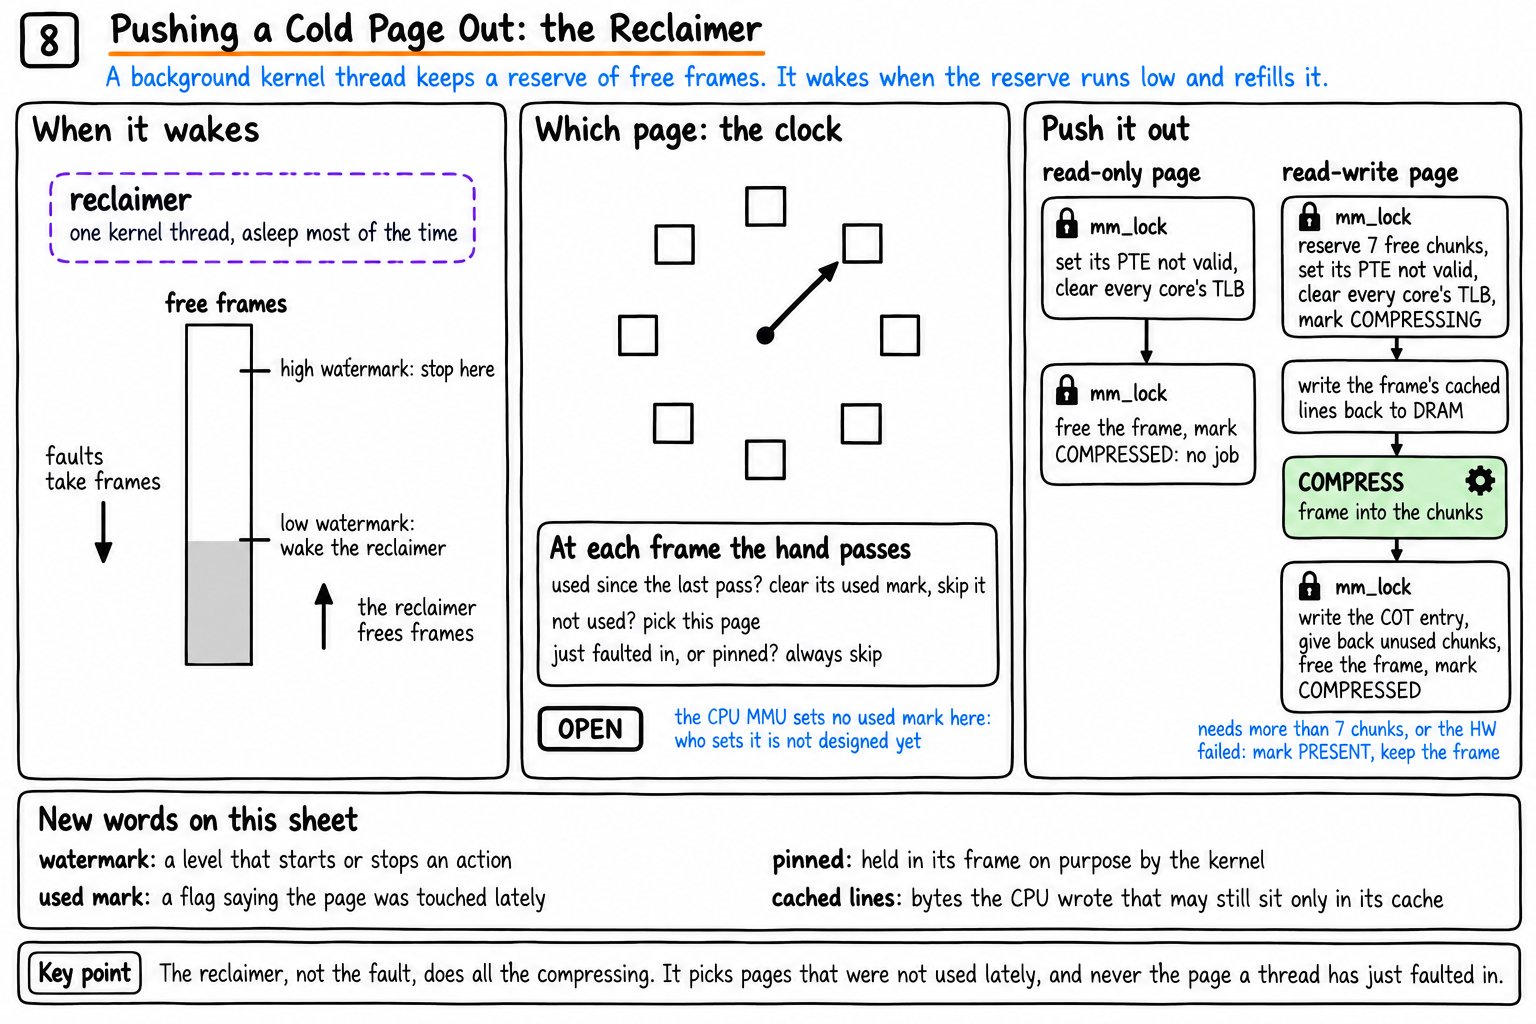 8
Pushing a Cold Page Out: the Reclaimer
A background kernel thread keeps a reserve of free frames. It wakes when the reserve runs low and refills it.
When it wakes
reclaimer
one kernel thread, asleep most of the time
free frames
high watermark: stop here
faults
take frames
low watermark:
wake the reclaimer
the reclaimer
frees frames
Which page: the clock
At each frame the hand passes
used since the last pass? clear its used mark, skip it
not used? pick this page
just faulted in, or pinned? always skip
OPEN
the CPU MMU sets no used mark here:
who sets it is not designed yet
Push it out
read-only page
mm_lock
set its PTE not valid,
clear every core's TLB
mm_lock
free the frame, mark
COMPRESSED: no job
read-write page
mm_lock
reserve 7 free chunks,
set its PTE not valid,
clear every core's TLB,
mark COMPRESSING
write the frame's cached
lines back to DRAM
COMPRESS
frame into the chunks
mm_lock
write the COT entry,
give back unused chunks,
free the frame, mark
COMPRESSED
needs more than 7 chunks, or the HW
failed: mark PRESENT, keep the frame
New words on this sheet
watermark: a level that starts or stops an action
used mark: a flag saying the page was touched lately
pinned: held in its frame on purpose by the kernel
cached lines: bytes the CPU wrote that may still sit only in its cache
Key point
The reclaimer, not the fault, does all the compressing. It picks pages that were not used lately, and never the page a thread has just faulted in.